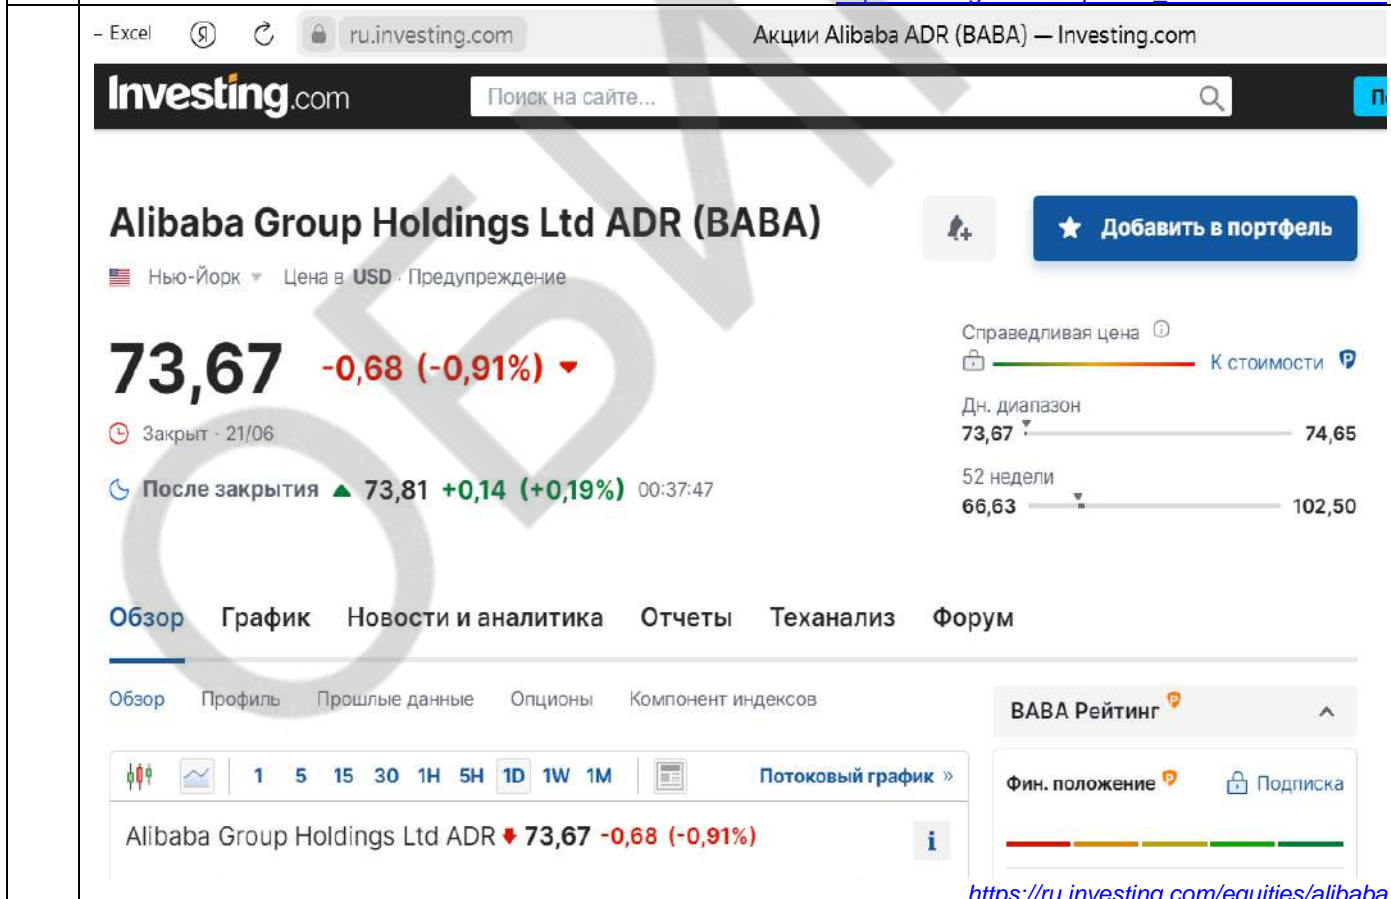 – Excel ru.investing.com Акции Alibaba ADR (BABA) — Investing.com
Investing.com Поиск на сайте...
Alibaba Group Holdings Ltd ADR (BABA) Добавить в портфель
Нью-Йорк Цена в USD · Предупреждение
73,67 -0,68 (-0,91%)
Справедливая цена
К стоимости
Закрыт · 21/06
Дн. диапазон
73,67 74,65
После закрытия 73,81 +0,14 (+0,19%) 00:37:47
52 недели
66,63 102,50
Обзор График Новости и аналитика Отчеты Теханализ Форум
Обзор Профиль Прошлые данные Опционы Компонент индексов
BABA Рейтинг
1 5 15 30 1H 5H 1D 1W 1M Потоковый график »
Фин. положение Подписка
Alibaba Group Holdings Ltd ADR 73,67 -0,68 (-0,91%)
https://ru.investing.com/equities/alibaba